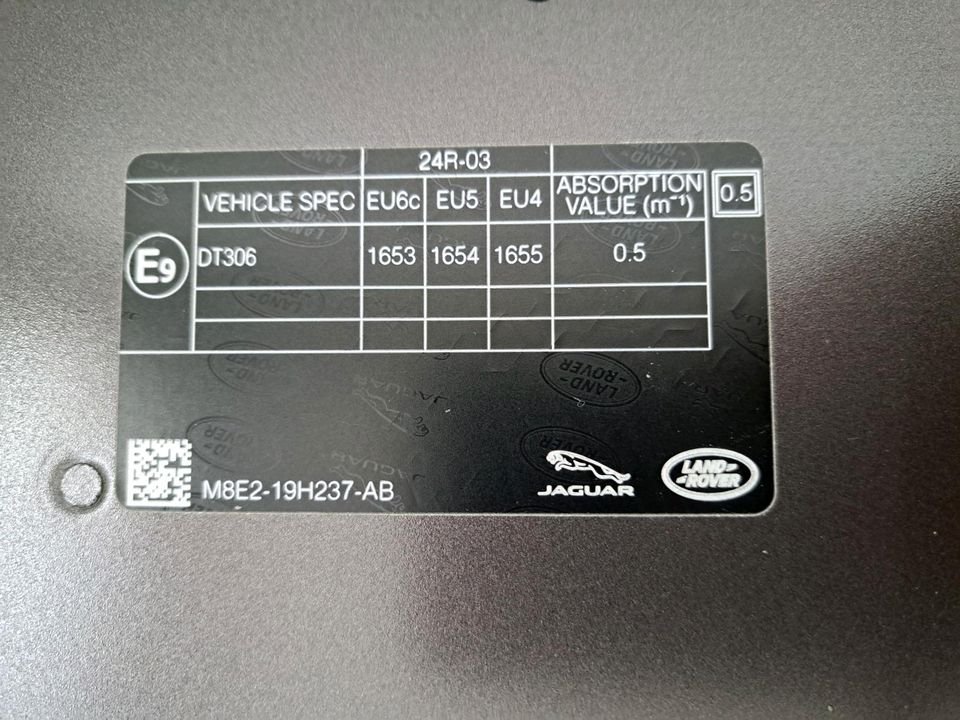 24R-03
VEHICLE SPEC EU6c EU5 EU4 ABSORPTION VALUE (m⁻¹) 0.5
E9 DT306 1653 1654 1655 0.5
M8E2-19H237-AB
JAGUAR
LAND-
-ROVER